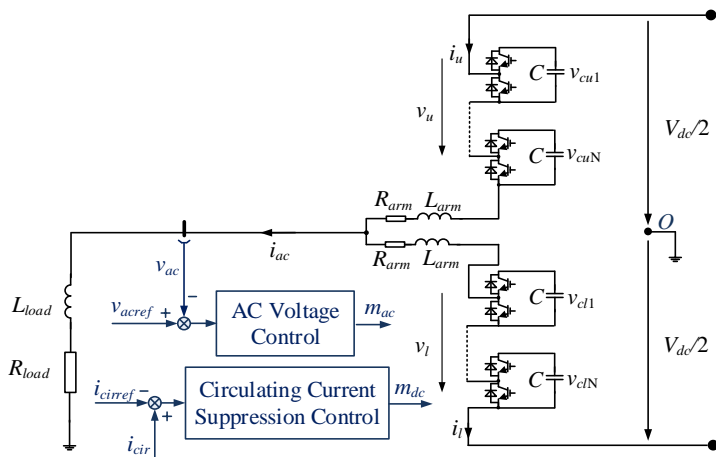 i_u
C
v_cu1
v_u
V_dc/2
C
v_cuN
R_arm
L_arm
O
i_ac
R_arm
L_arm
v_ac
L_load
−
v_acref
+
AC Voltage
Control
m_ac
C
v_cl1
v_l
V_dc/2
R_load
C
v_clN
i_cirref
−
+
Circulating Current
Suppression Control
m_dc
i_cir
i_l